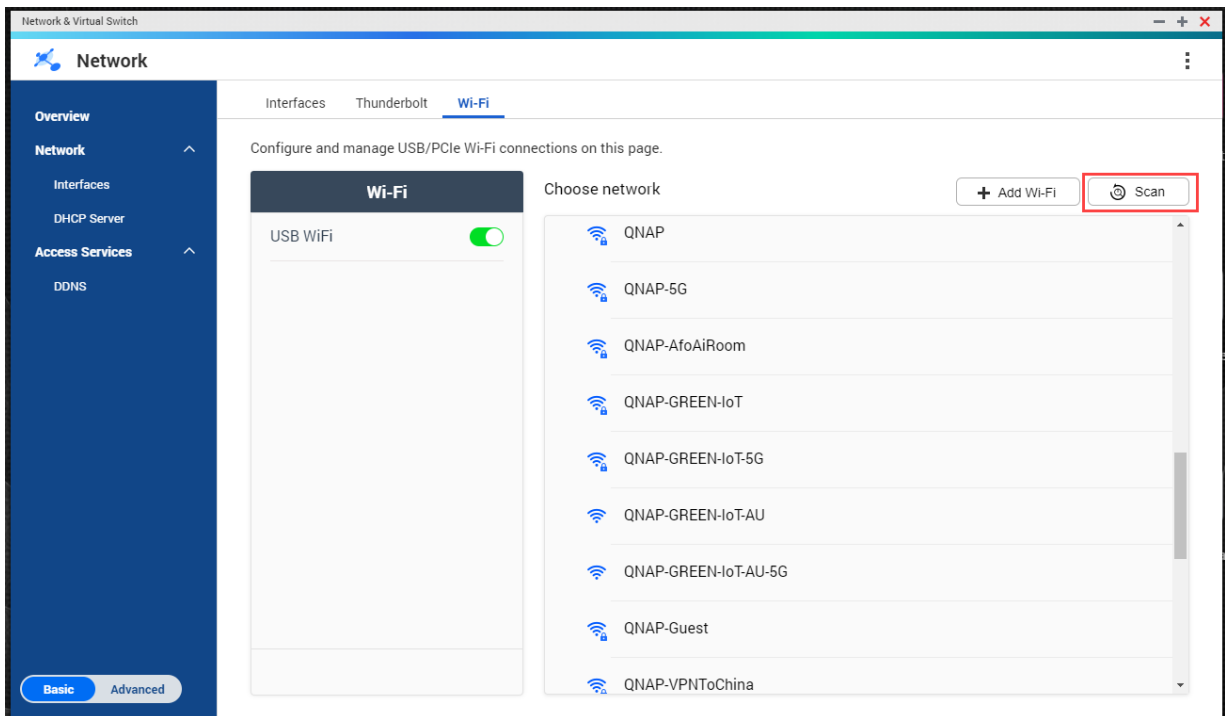 Network & Virtual Switch
Network
Overview
Network
Interfaces
DHCP Server
Access Services
DDNS
Basic Advanced
Interfaces Thunderbolt Wi-Fi
Configure and manage USB/PCIe Wi-Fi connections on this page.
Wi-Fi
USB WiFi
Choose network
Add Wi-Fi
Scan
QNAP
QNAP-5G
QNAP-AfoAiRoom
QNAP-GREEN-IoT
QNAP-GREEN-IoT-5G
QNAP-GREEN-IoT-AU
QNAP-GREEN-IoT-AU-5G
QNAP-Guest
QNAP-VPNToChina